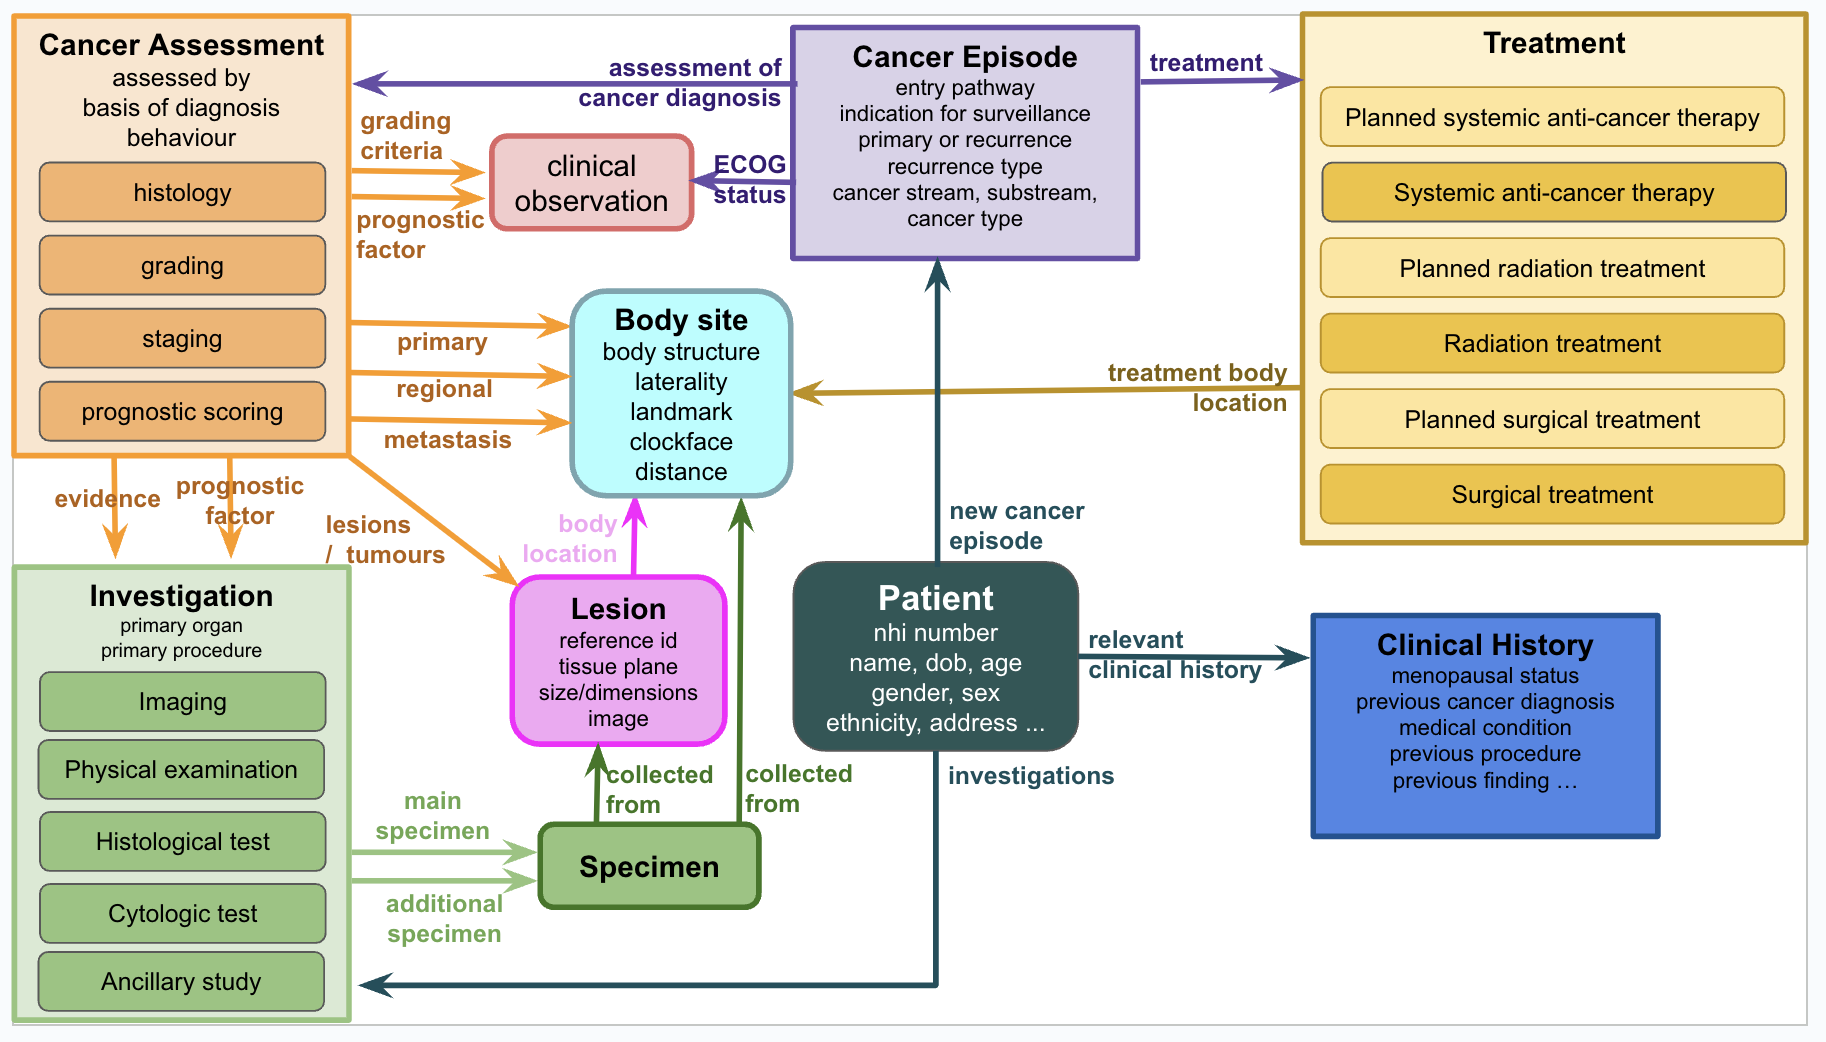 Cancer Assessment
assessed by
basis of diagnosis
behaviour
histology
grading
staging
prognostic scoring
assessment of
cancer diagnosis
grading
criteria
prognostic
factor
clinical
observation
ECOG
status
Cancer Episode
entry pathway
indication for surveillance
primary or recurrence
recurrence type
cancer stream, substream,
cancer type
treatment
Treatment
Planned systemic anti-cancer therapy
Systemic anti-cancer therapy
Planned radiation treatment
Radiation treatment
Planned surgical treatment
Surgical treatment
primary
regional
metastasis
Body site
body structure
laterality
landmark
clockface
distance
treatment body
location
evidence
prognostic
factor
lesions
/ tumours
body
location
new cancer
episode
Investigation
primary organ
primary procedure
Imaging
Physical examination
Histological test
Cytologic test
Ancillary study
Lesion
reference id
tissue plane
size/dimensions
image
Patient
nhi number
name, dob, age
gender, sex
ethnicity, address ...
relevant
clinical history
Clinical History
menopausal status
previous cancer diagnosis
medical condition
previous procedure
previous finding …
main
specimen
additional
specimen
collected
from
collected
from
investigations
Specimen